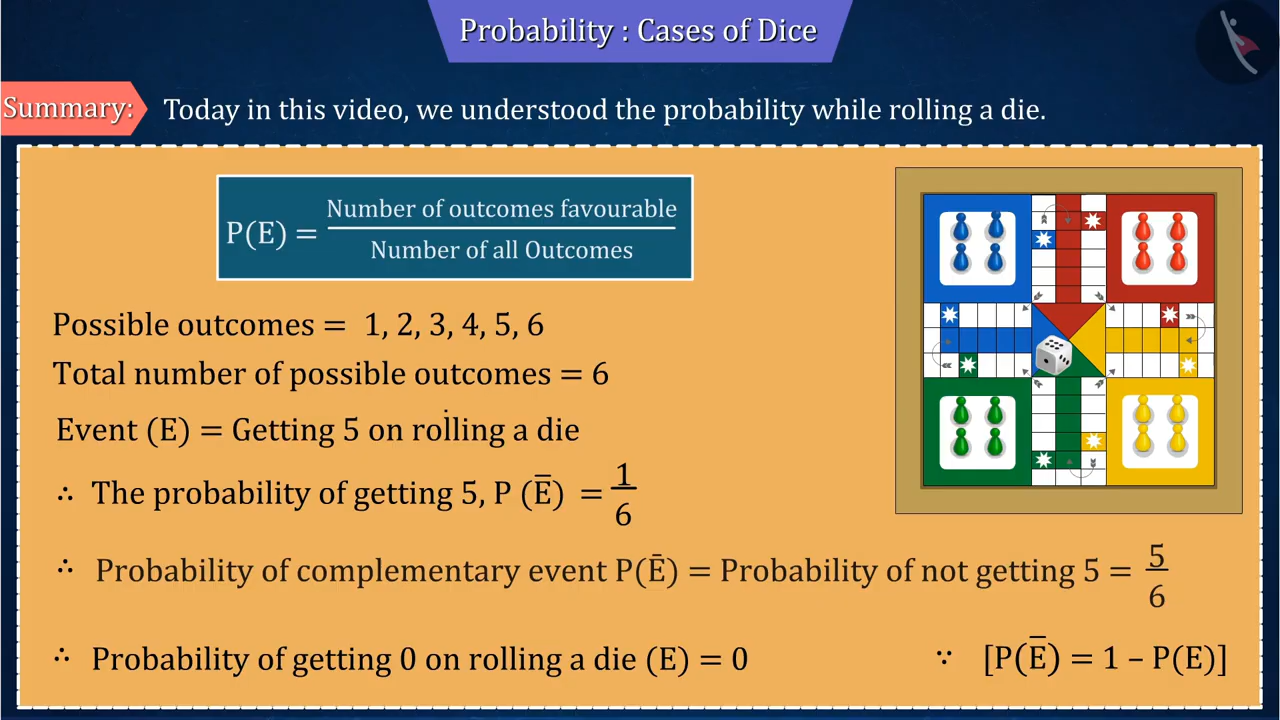 Probability : Cases of Dice
Summary: Today in this video, we understood the probability while rolling a die.
P(E) = Number of outcomes favourable / Number of all Outcomes
Possible outcomes = 1, 2, 3, 4, 5, 6
Total number of possible outcomes = 6
Event (E) = Getting 5 on rolling a die
∴ The probability of getting 5, P (E̅) = 1/6
∴ Probability of complementary event P(E̅) = Probability of not getting 5 = 5/6
∴ Probability of getting 0 on rolling a die (E) = 0 ∵ [P(E̅) = 1 – P(E)]